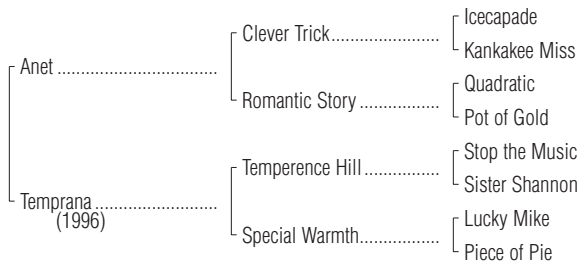 Icecapade
Clever Trick
Kankakee Miss
Anet
Quadratic
Romantic Story
Pot of Gold
Stop the Music
Temperence Hill
Sister Shannon
Temprana
(1996)
Lucky Mike
Special Warmth
Piece of Pie